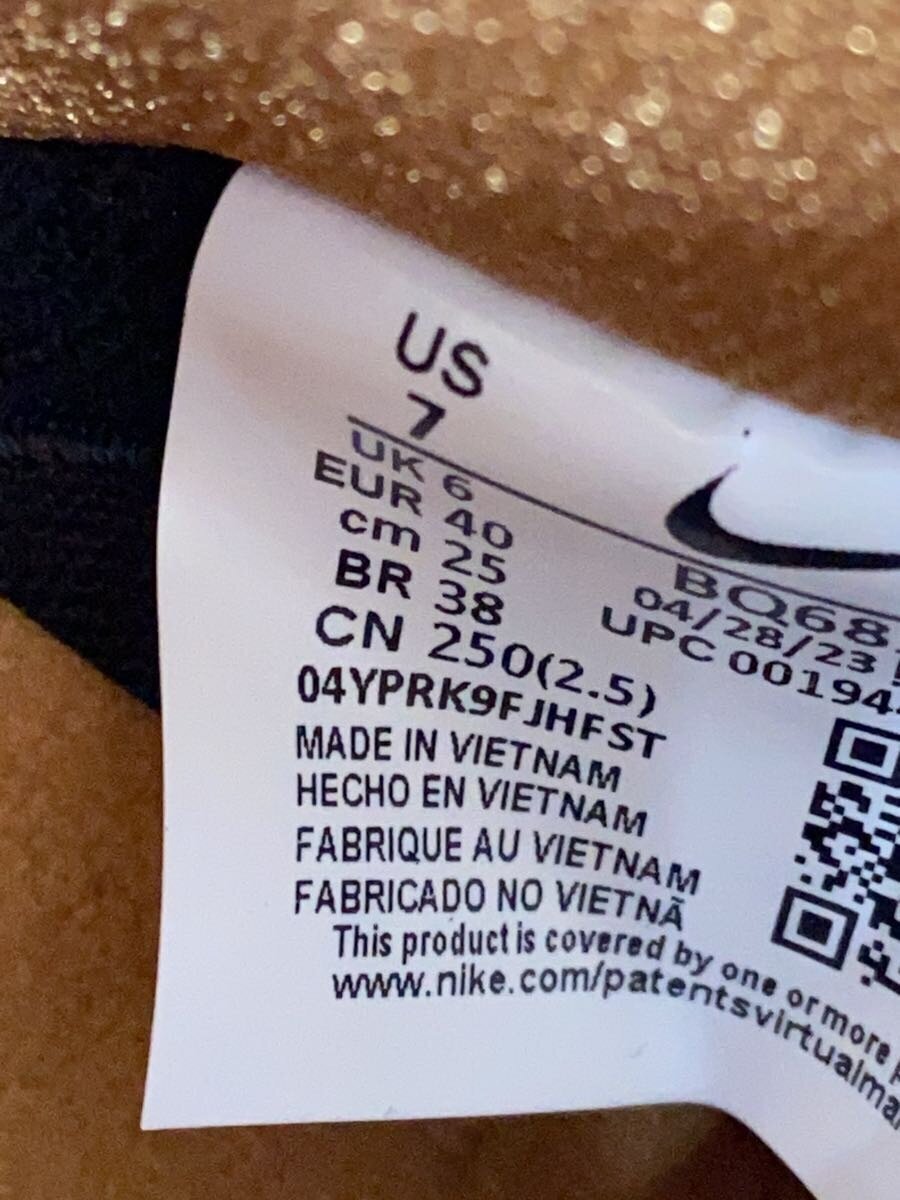 US
7
UK 6
EUR 40
cm 25
BR 38
CN 250(2.5)
BQ68
04/28/23
UPC 00194
04YPRK9FJHFST
MADE IN VIETNAM
HECHO EN VIETNAM
FABRIQUE AU VIETNAM
FABRICADO NO VIETNÃ
This product is covered by one or more
www.nike.com/patentsvirtualma